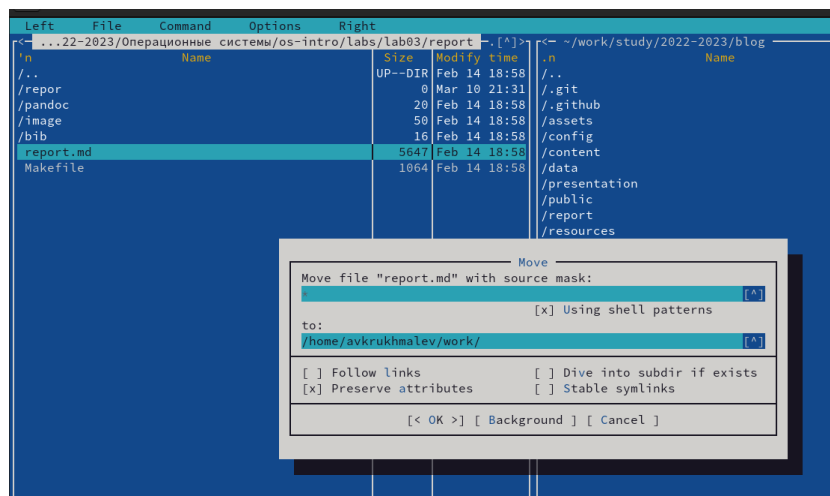 Left File Command Options Right
<— ...22-2023/Операционные системы/os-intro/labs/lab03/report —.[^]>
'n Name Size Modify time
/.. UP--DIR Feb 14 18:58
/repor 0 Mar 10 21:31
/pandoc 20 Feb 14 18:58
/image 50 Feb 14 18:58
/bib 16 Feb 14 18:58
report.md 5647 Feb 14 18:58
Makefile 1064 Feb 14 18:58
<— ~/work/study/2022-2023/blog
.n Name
/..
/.git
/.github
/assets
/config
/content
/data
/presentation
/public
/report
/resources
Move
Move file "report.md" with source mask:
* [^]
[x] Using shell patterns
to:
/home/avkrukhmalev/work/ [^]
[ ] Follow links [ ] Dive into subdir if exists
[x] Preserve attributes [ ] Stable symlinks
[< OK >] [ Background ] [ Cancel ]